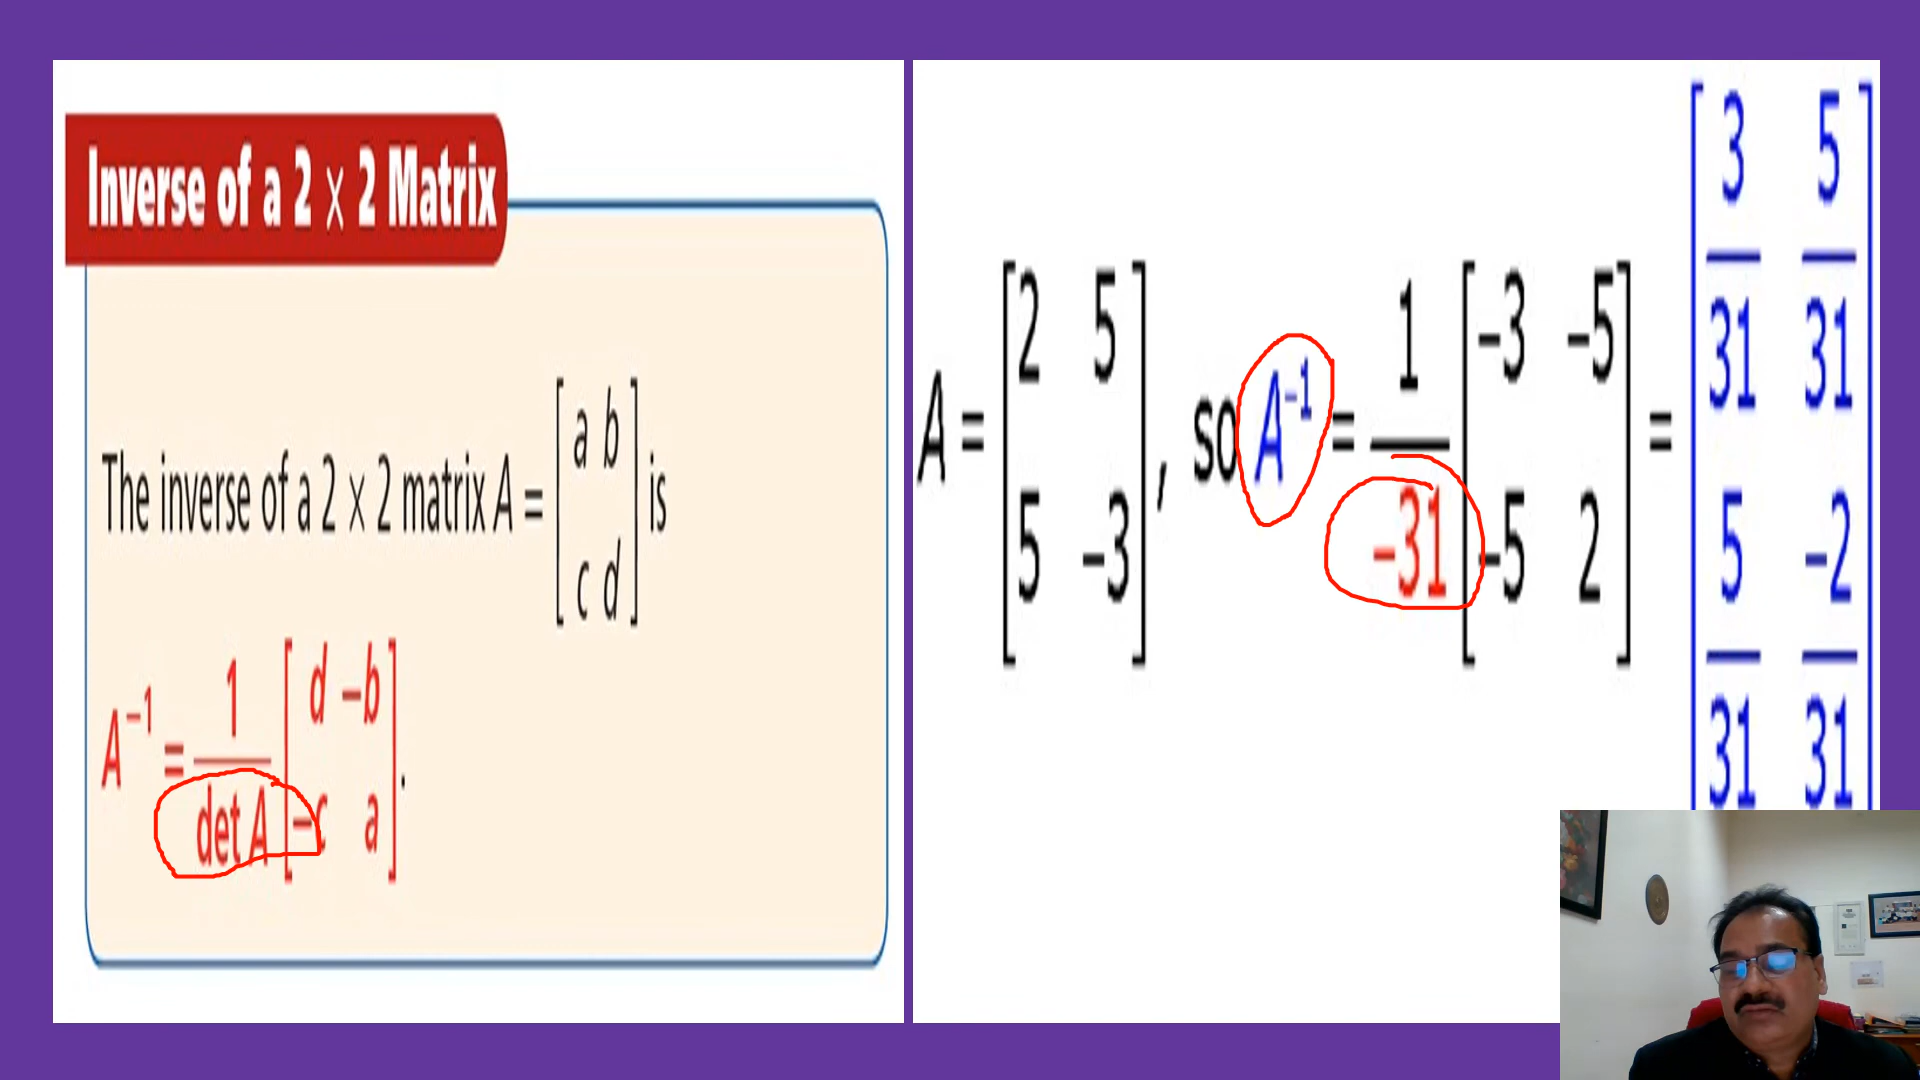 Inverse of a 2 × 2 Matrix
The inverse of a 2 × 2 matrix A = [a b
c d] is
A⁻¹ = 1/det A [d −b
−c a].
A = [2 5
5 −3], so A⁻¹ = 1/−31 [−3 −5
−5 2] = [3/31 5/31
5/31 −2/31]